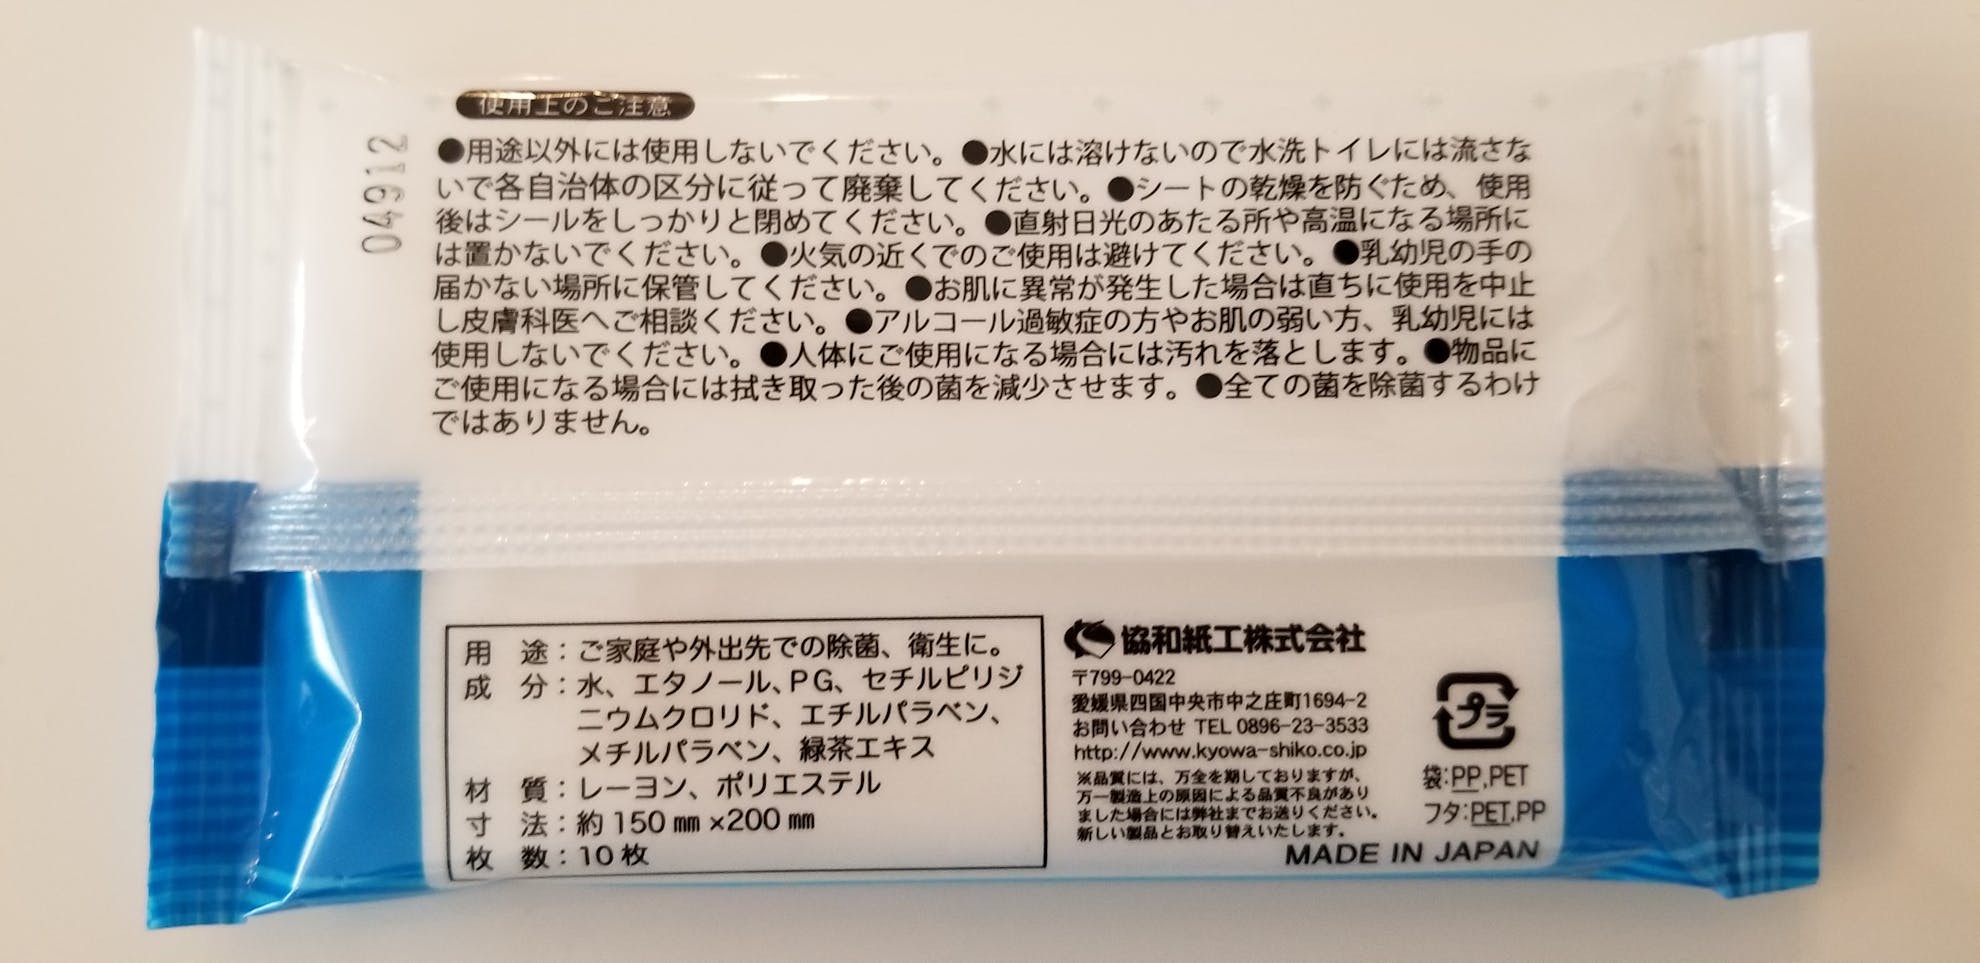 使用上のご注意
●用途以外には使用しないでください。●水には溶けないので水洗トイレには流さな
いで各自治体の区分に従って廃棄してください。●シートの乾燥を防ぐため、使用
後はシールをしっかりと閉めてください。●直射日光のあたる所や高温になる場所に
は置かないでください。●火気の近くでのご使用は避けてください。●乳幼児の手の
届かない場所に保管してください。●お肌に異常が発生した場合は直ちに使用を中止
し皮膚科医へご相談ください。●アルコール過敏症の方やお肌の弱い方、乳幼児には
使用しないでください。●人体にご使用になる場合には汚れを落とします。●物品に
ご使用になる場合には拭き取った後の菌を減少させます。●全ての菌を除菌するわけ
ではありません。
04912
用 途：ご家庭や外出先での除菌、衛生に。
成 分：水、エタノール、PG、セチルピリジ
ニウムクロリド、エチルパラベン、
メチルパラベン、緑茶エキス
材 質：レーヨン、ポリエステル
寸 法：約150㎜×200㎜
枚 数：10枚
協和紙工株式会社
〒799-0422
愛媛県四国中央市中之庄町1694-2
お問い合わせ TEL 0896-23-3533
http://www.kyowa-shiko.co.jp
※品質には、万全を期しておりますが、
万一製造上の原因による品質不良があり
ました場合には弊社までお送りください。
新しい製品とお取り替えいたします。
プラ
袋:PP,PET
フタ:PET,PP
MADE IN JAPAN